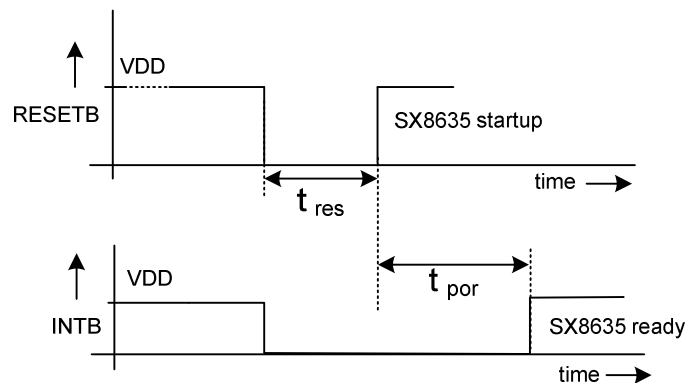 VDD
RESETB
SX8635 startup
time
t res
VDD
t por
INTB
SX8635 ready
time